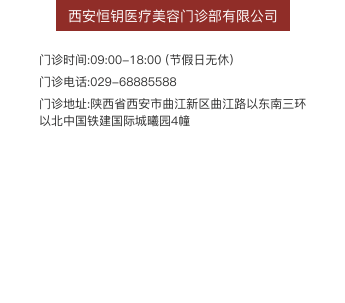 西安恒钥医疗美容门诊部有限公司
门诊时间:09:00-18:00 (节假日无休)
门诊电话:029-68885588
门诊地址:陕西省西安市曲江新区曲江路以东南三环
以北中国铁建国际城曦园4幢